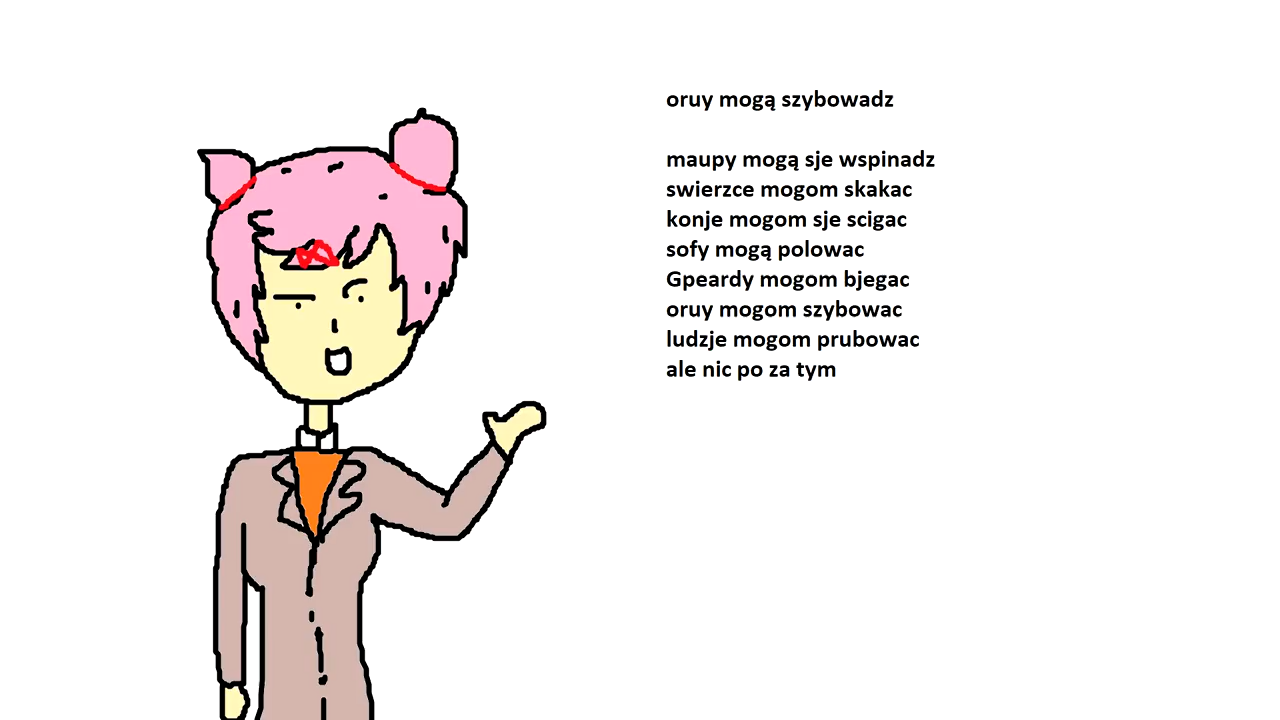 oruy mogą szybowadz
maupy mogą sje wspinadz
swierzce mogom skakac
konje mogom sje scigac
sofy mogą polowac
Gpeardy mogom bjegac
oruy mogom szybowac
ludzje mogom prubowac
ale nic po za tym